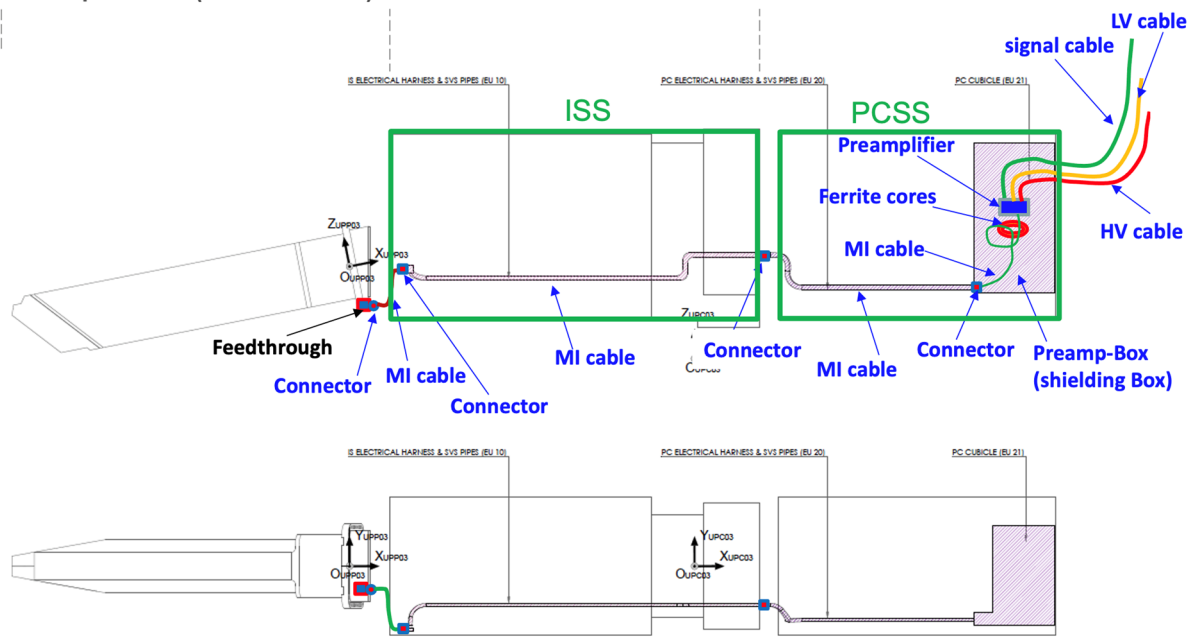 LV cable
signal cable
IS ELECTRICAL HARNESS & SVS PIPES (EU 10)
PC ELECTRICAL HARNESS & SVS PIPES (EU 20)
PC CUBICLE (EU 21)
ISS
PCSS
Preamplifier
Ferrite cores
HV cable
MI cable
ZUPP03
XUPP03
OUPP03
ZUPC03
Feedthrough
Connector
MI cable
Connector
MI cable
Connector
MI cable
Connector
Preamp-Box
(shielding Box)
IS ELECTRICAL HARNESS & SVS PIPES (EU 10)
PC ELECTRICAL HARNESS & SVS PIPES (EU 20)
PC CUBICLE (EU 21)
YUPP03
XUPP03
OUPP03
YUPC03
XUPC03
OUPC03